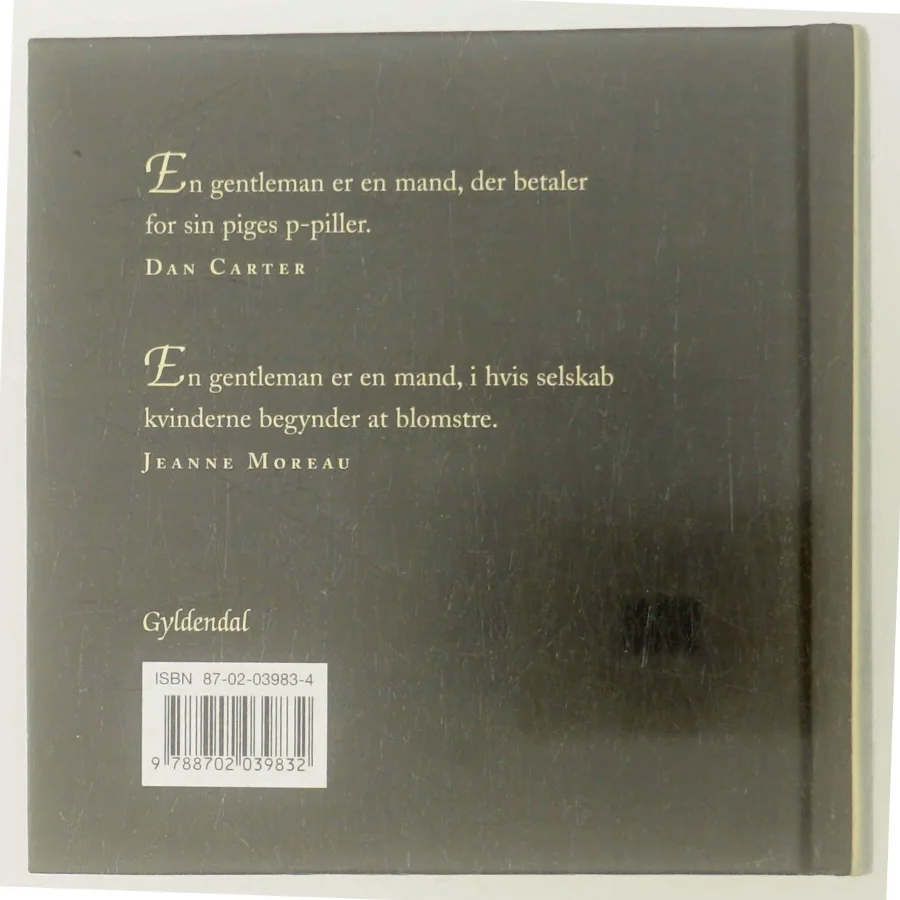 En gentleman er en mand, der betaler
for sin piges p-piller.
DAN CARTER
En gentleman er en mand, i hvis selskab
kvinderne begynder at blomstre.
JEANNE MOREAU
Gyldendal
ISBN 87-02-03983-4
9 788702 039832